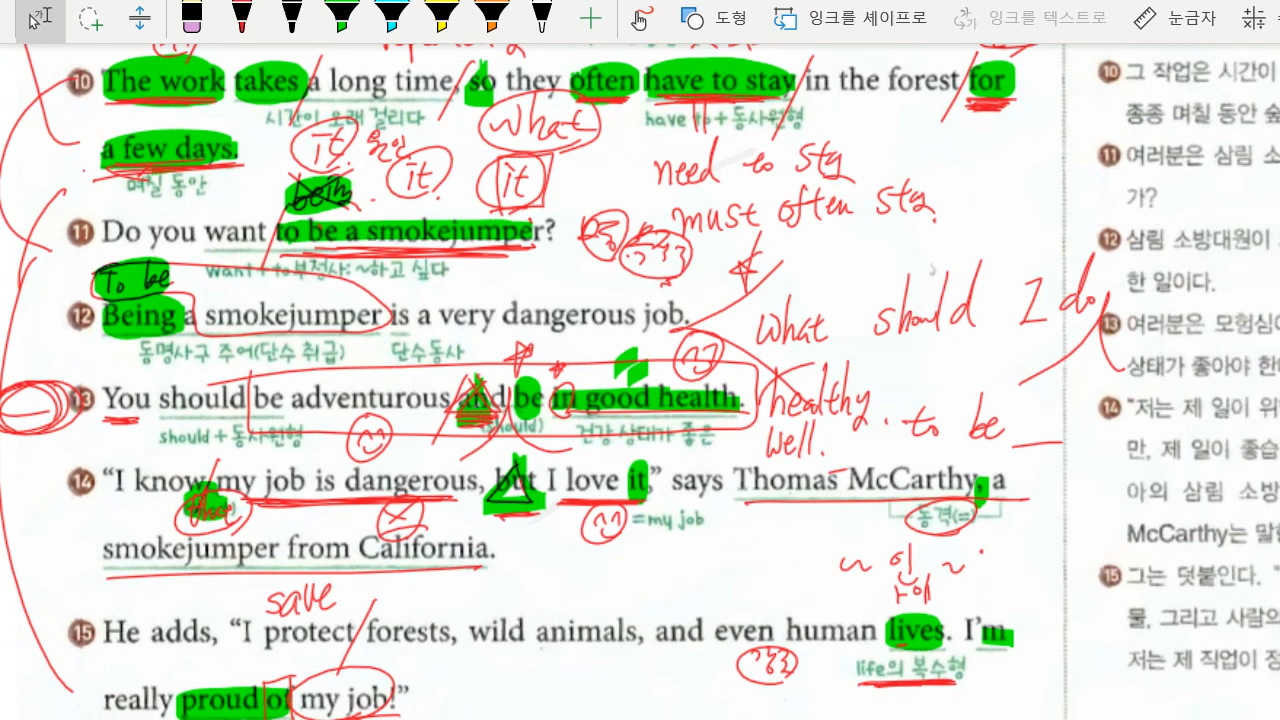 도형 잉크를 셰이프로 잉크를 텍스트로 눈금자
⑩ The work takes a long time, so they often have to stay in the forest for
시간이 오래 걸리다 have to + 동사원형
What
it it it
a few days.
며칠 동안
need to sty
must often sty.
being
⑪ Do you want to be a smokejumper?
want + to부정사: ~하고 싶다
To be
⑫ Being a smokejumper is a very dangerous job.
동명사구 주어(단수 취급) 단수동사
What should I do
⑬ You should be adventurous and be in good health.
should + 동사원형 (should) 건강 상태가 좋은
healthy. to be
well.
⑭ “I know my job is dangerous, but I love it,” says Thomas McCarthy, a
=my job 동격(=)
smokejumper from California.
save
⑮ He adds, “I protect forests, wild animals, and even human lives. I’m
강조 life의 복수형
really proud of my job!”
⑩ 그 작업은 시간이
종종 며칠 동안 숲
⑪ 여러분은 삼림 소
가?
⑫ 삼림 소방대원이
한 일이다.
⑬ 여러분은 모험심이
상태가 좋아야 한
⑭ “저는 제 일이 위
만, 제 일이 좋습
아의 삼림 소방
McCarthy는 말
⑮ 그는 덧붙인다. “
물, 그리고 사람의
저는 제 직업이 정